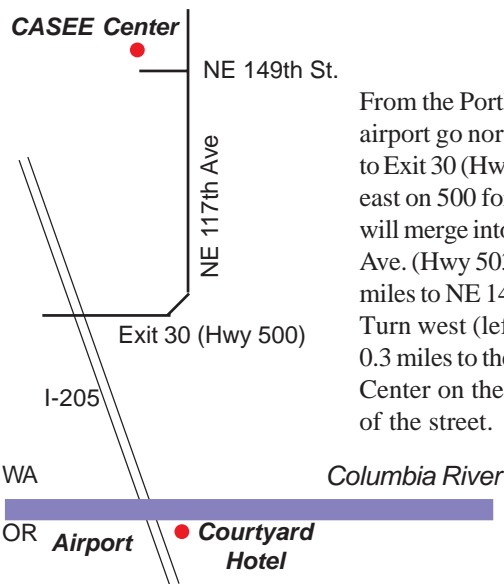 CASEE Center
NE 149th St.
NE 117th Ave
Exit 30 (Hwy 500)
I-205
WA
Columbia River
OR
Airport
Courtyard
Hotel
From the Port
airport go nor
to Exit 30 (Hw
east on 500 fo
will merge into
Ave. (Hwy 50
miles to NE 14
Turn west (lef
0.3 miles to the
Center on the
of the street.